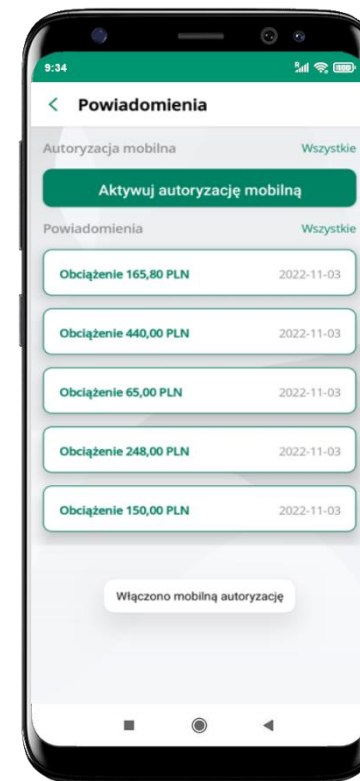 9:34
Powiadomienia
Autoryzacja mobilna Wszystkie
Aktywuj autoryzację mobilną
Powiadomienia Wszystkie
Obciążenie 165,80 PLN 2022-11-03
Obciążenie 440,00 PLN 2022-11-03
Obciążenie 65,00 PLN 2022-11-03
Obciążenie 248,00 PLN 2022-11-03
Obciążenie 150,00 PLN 2022-11-03
Włączono mobilną autoryzację